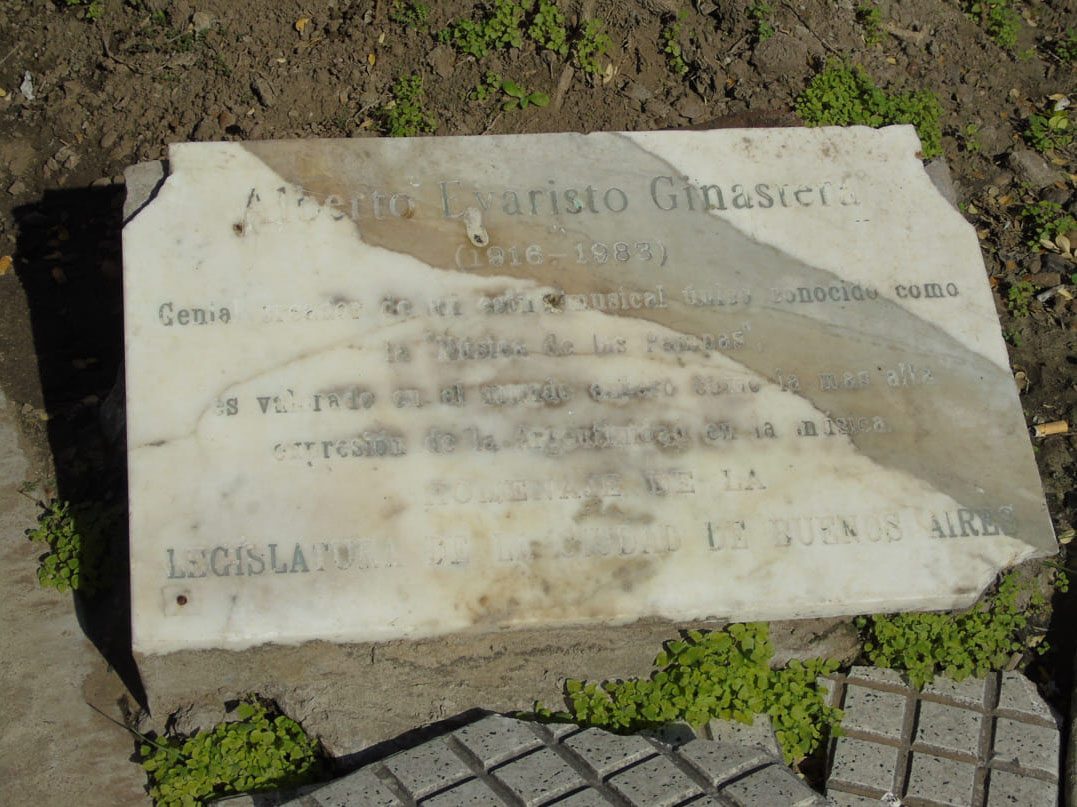 Alberto Evaristo Ginastera
(1916-1983)
Genial creador de un estilo musical único conocido como
la "Música de las Pampas",
es valorado en el mundo entero como la mas alta
expresión de la Argentinidad en la música.
HOMENAJE DE LA
LEGISLATURA DE LA CIUDAD DE BUENOS AIRES